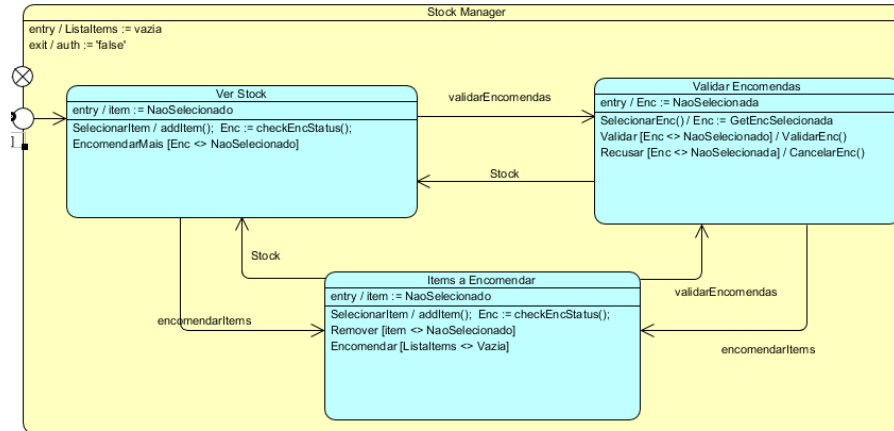 Stock Manager
entry / ListaItems := vazia
exit / auth := 'false'
Ver Stock
entry / item := NaoSelecionado
SelecionarItem / addItem(); Enc := checkEncStatus();
EncomendarMais [Enc <> NaoSelecionado]
validarEncomendas
Validar Encomendas
entry / Enc := NaoSelecionada
SelecionarEnc() / Enc := GetEncSelecionada
Validar [Enc <> NaoSelecionado] / ValidarEnc()
Recusar [Enc <> NaoSelecionada] / CancelarEnc()
Stock
Stock
encomendarItems
Items a Encomendar
entry / item := NaoSelecionado
SelecionarItem / addItem(); Enc := checkEncStatus();
Remover [item <> NaoSelecionado]
Encomendar [ListaItems <> Vazia]
validarEncomendas
encomendarItems